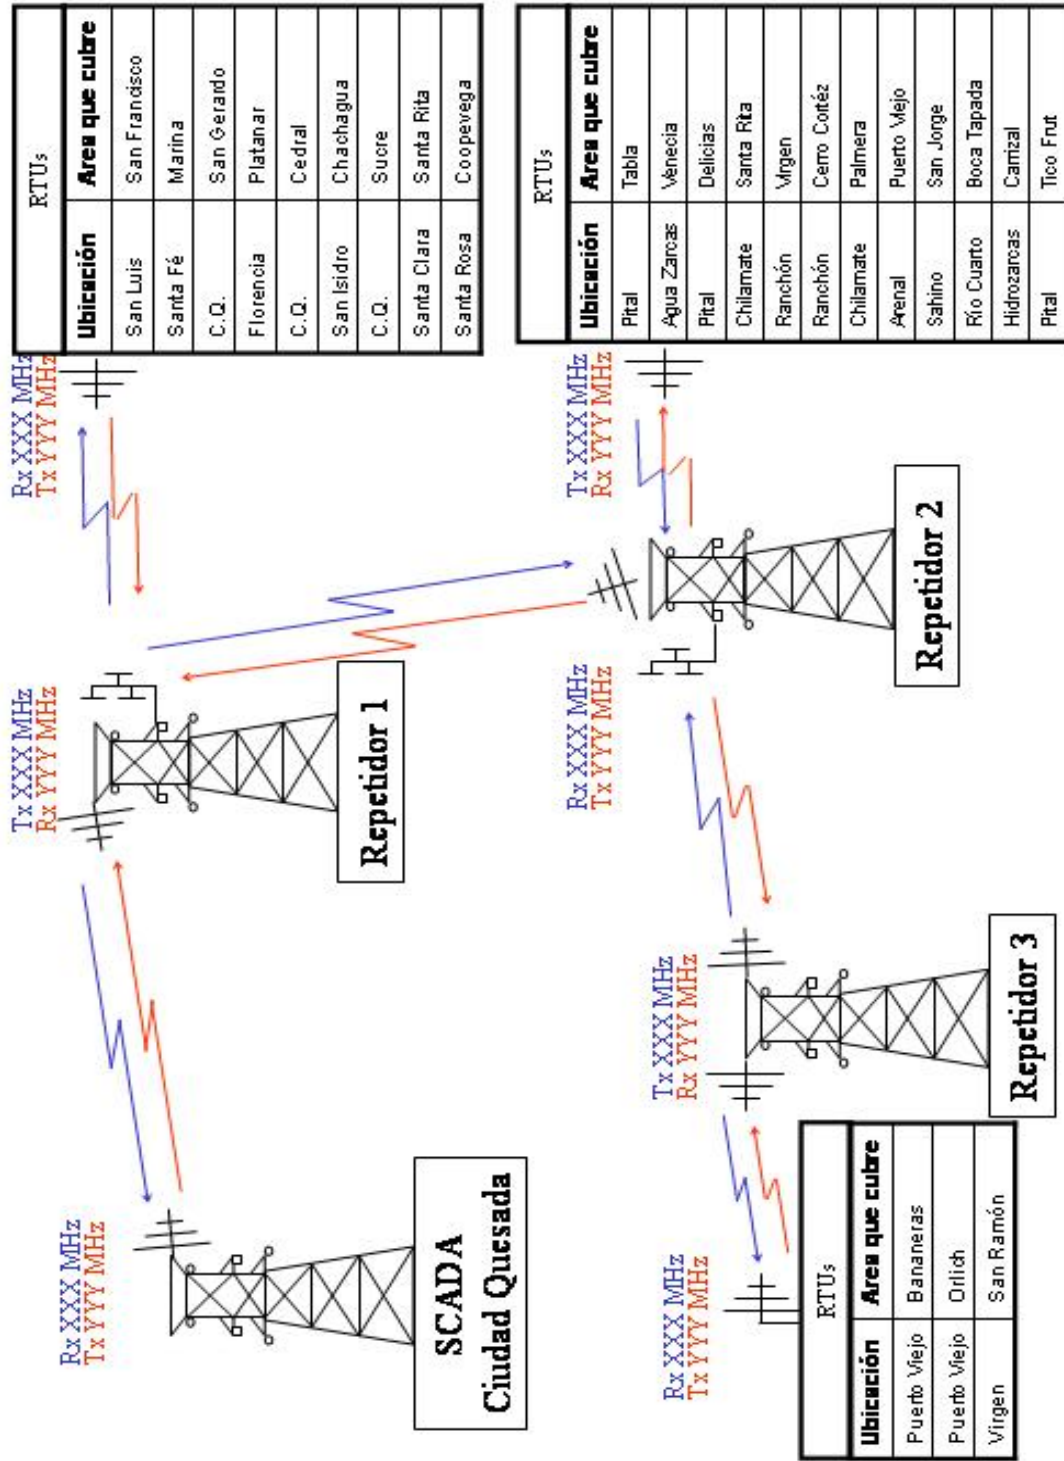 Rx XXX MHz
Tx YYY MHz
SCADA
Ciudad Quesada
Tx XXX MHz
Rx YYY MHz
Repetidor 1
Rx XXX MHz
Tx YYY MHz
RTUs
Ubicación Area que cubre
San Luis San Francisco
Santa Fé Marina
C.Q. San Gerardo
Florencia Platanar
C.Q. Cedral
San Isidro Chachagua
C.Q. Sucre
Santa Clara Santa Rita
Santa Rosa Coopevega
Rx XXX MHz
Tx YYY MHz
RTUs
Ubicación Area que cubre
Puerto Viejo Bananeras
Puerto Viejo Orlich
Virgen San Ramón
Tx XXX MHz
Rx YYY MHz
Repetidor 3
Rx XXX MHz
Tx YYY MHz
Repetidor 2
Tx XXX MHz
Rx YYY MHz
RTUs
Ubicación Area que cubre
Pital Tabla
Agua Zarcas Venecia
Pital Delicias
Chilamate Santa Rita
Ranchón Virgen
Ranchón Cerro Cortéz
Chilamate Palmera
Arenal Puerto Viejo
Sahino San Jorge
Río Cuarto Boca Tapada
Hidrozarcas Carrizal
Pital Tico Frut